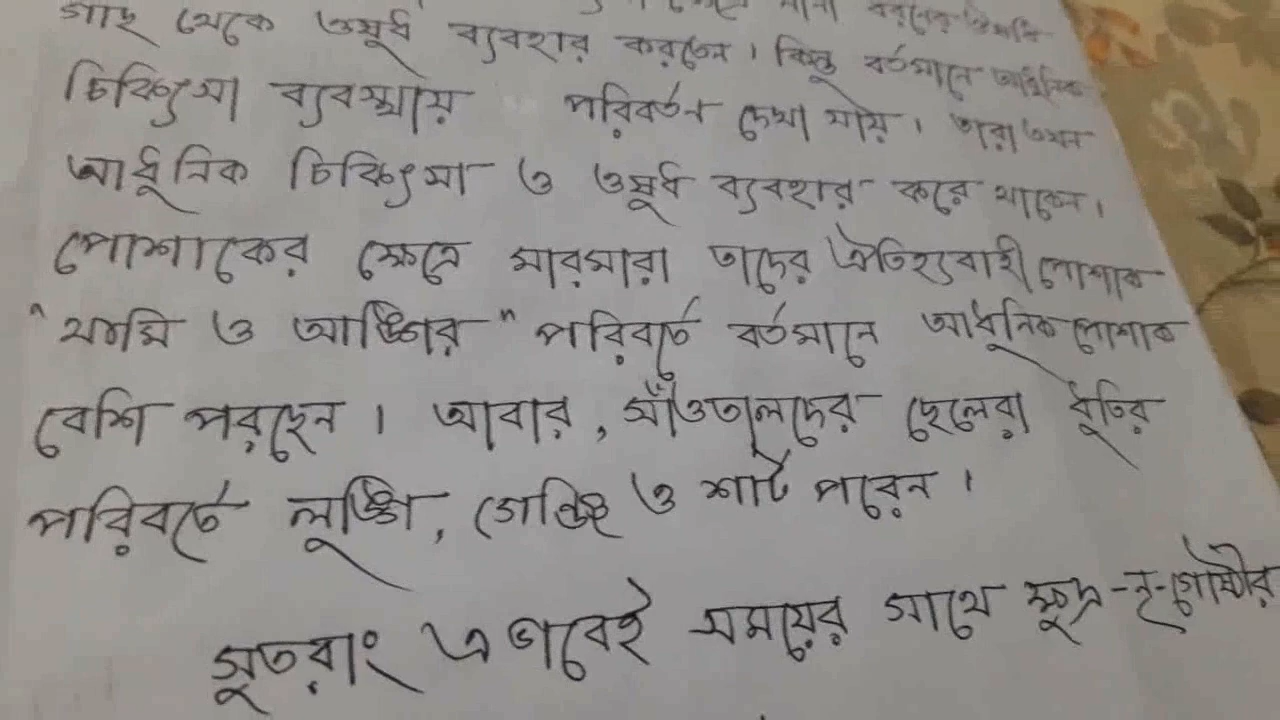 গাছ থেকে ওষুধ ব্যবহার করতেন। কিন্তু বর্তমানে আধুনিক
চিকিৎসা ব্যবস্থায় পরিবর্তন দেখা যায়। তারা এখন
আধুনিক চিকিৎসা ও ওষুধ ব্যবহার করে থাকেন।
পোশাকের ক্ষেত্রে মারমারা তাদের ঐতিহ্যবাহী পোশাক
"থামি ও আঙ্গির" পরিবর্তে বর্তমানে আধুনিক পোশাক
বেশি পরছেন। আবার, সাঁওতালদের ছেলেরা ধুতির
পরিবর্তে লুঙ্গি, গেঞ্জি ও শার্ট পরেন।
সুতরাং এভাবেই সময়ের সাথে ক্ষুদ্র-নৃ-গোষ্ঠীর